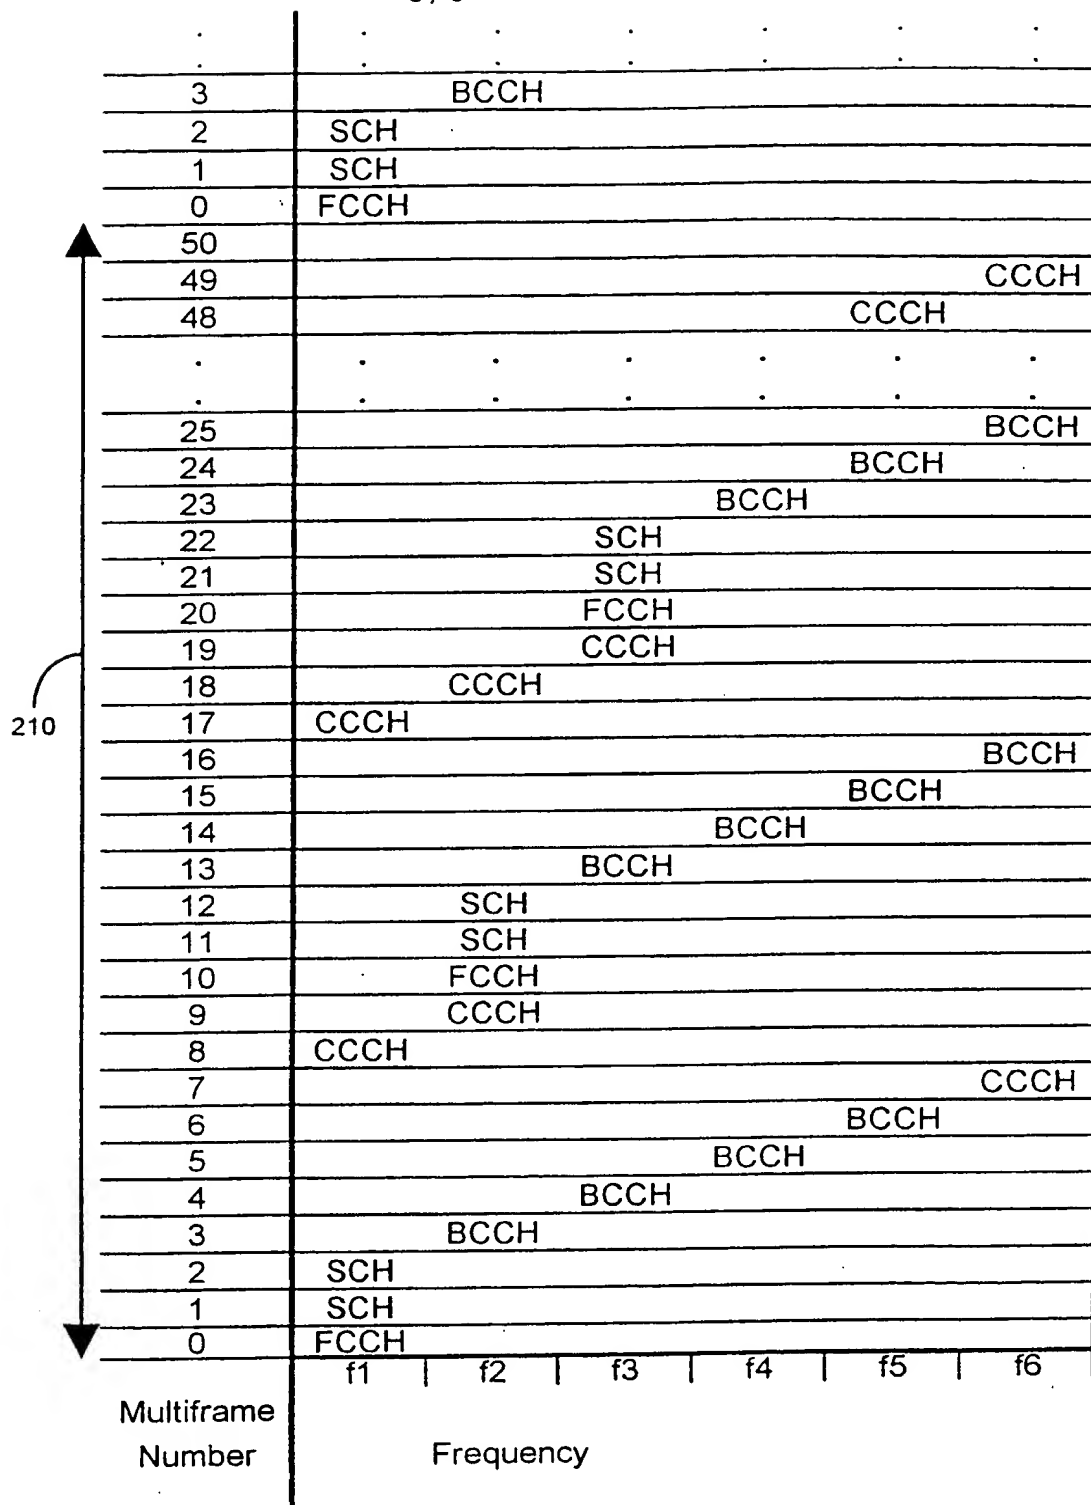 3 BCCH
2 SCH
1 SCH
0 FCCH
50
49 CCCH
48 CCCH
25 BCCH
24 BCCH
23 BCCH
22 SCH
21 SCH
20 FCCH
19 CCCH
18 CCCH
210
17 CCCH
16 BCCH
15 BCCH
14 BCCH
13 BCCH
12 SCH
11 SCH
10 FCCH
9 CCCH
8 CCCH
7 CCCH
6 BCCH
5 BCCH
4 BCCH
3 BCCH
2 SCH
1 SCH
0 FCCH
f1 | f2 | f3 | f4 | f5 | f6
Multiframe
Number
Frequency